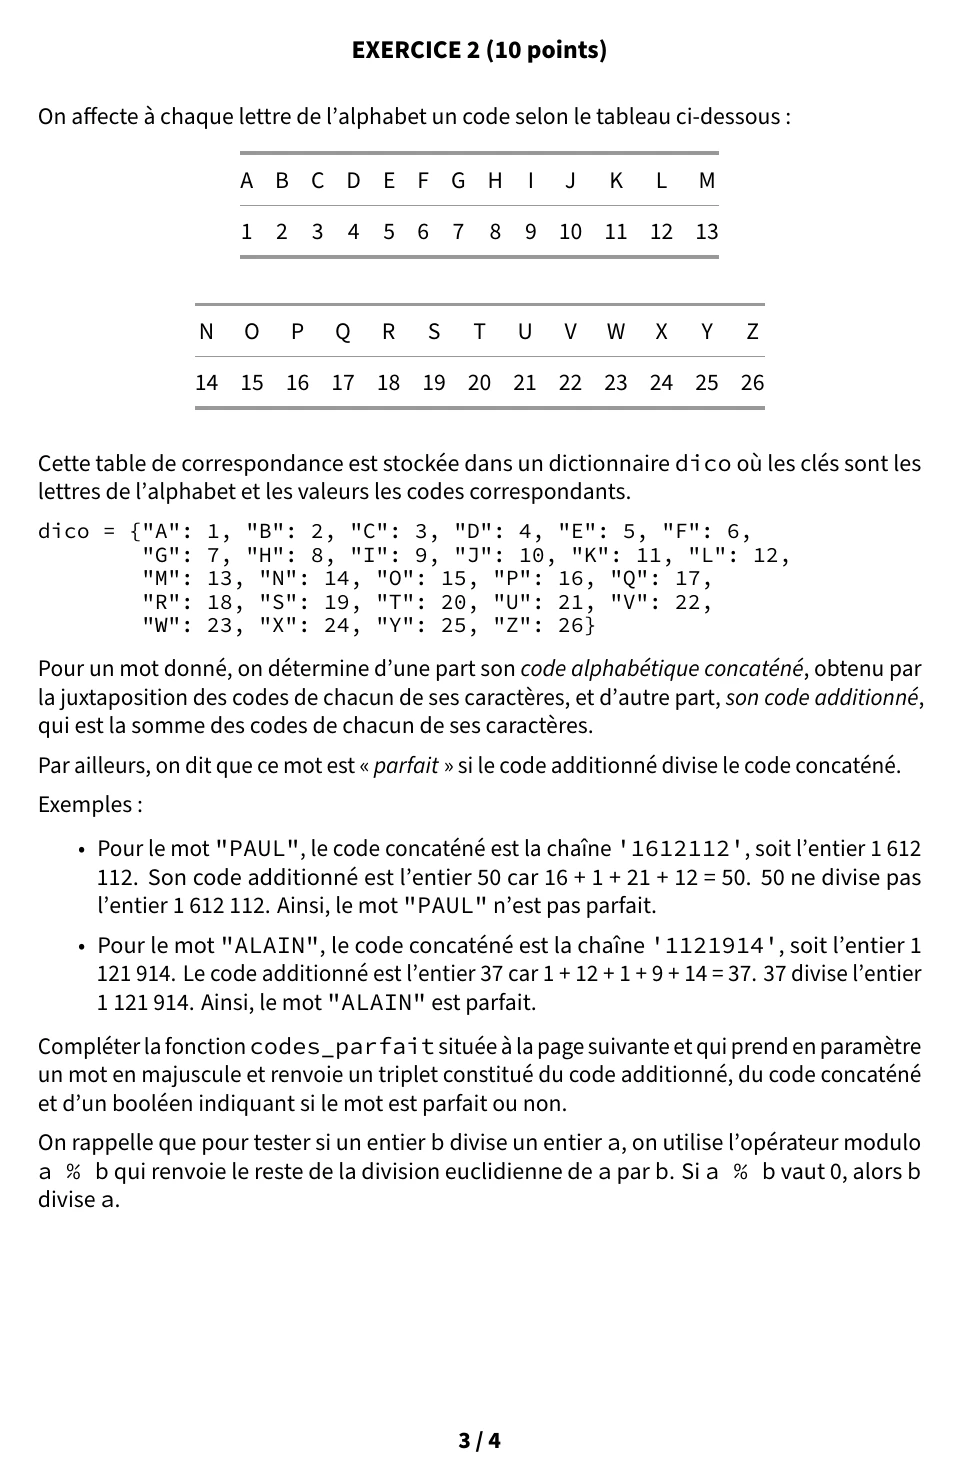 EXERCICE 2 (10 points)
On affecte à chaque lettre de l’alphabet un code selon le tableau ci-dessous :
A B C D E F G H I J K L M
1 2 3 4 5 6 7 8 9 10 11 12 13
N O P Q R S T U V W X Y Z
14 15 16 17 18 19 20 21 22 23 24 25 26
Cette table de correspondance est stockée dans un dictionnaire dico où les clés sont les
lettres de l’alphabet et les valeurs les codes correspondants.
dico = {"A": 1, "B": 2, "C": 3, "D": 4, "E": 5, "F": 6,
"G": 7, "H": 8, "I": 9, "J": 10, "K": 11, "L": 12,
"M": 13, "N": 14, "O": 15, "P": 16, "Q": 17,
"R": 18, "S": 19, "T": 20, "U": 21, "V": 22,
"W": 23, "X": 24, "Y": 25, "Z": 26}
Pour un mot donné, on détermine d’une part son code alphabétique concaténé, obtenu par
la juxtaposition des codes de chacun de ses caractères, et d’autre part, son code additionné,
qui est la somme des codes de chacun de ses caractères.
Par ailleurs, on dit que ce mot est « parfait » si le code additionné divise le code concaténé.
Exemples :
• Pour le mot "PAUL", le code concaténé est la chaîne '1612112', soit l’entier 1 612
112. Son code additionné est l’entier 50 car 16 + 1 + 21 + 12 = 50. 50 ne divise pas
l’entier 1 612 112. Ainsi, le mot "PAUL" n’est pas parfait.
• Pour le mot "ALAIN", le code concaténé est la chaîne '1121914', soit l’entier 1
121 914. Le code additionné est l’entier 37 car 1 + 12 + 1 + 9 + 14 = 37. 37 divise l’entier
1 121 914. Ainsi, le mot "ALAIN" est parfait.
Compléter la fonction codes_parfait située à la page suivante et qui prend en paramètre
un mot en majuscule et renvoie un triplet constitué du code additionné, du code concaténé
et d’un booléen indiquant si le mot est parfait ou non.
On rappelle que pour tester si un entier b divise un entier a, on utilise l’opérateur modulo
a % b qui renvoie le reste de la division euclidienne de a par b. Si a % b vaut 0, alors b
divise a.
3 / 4